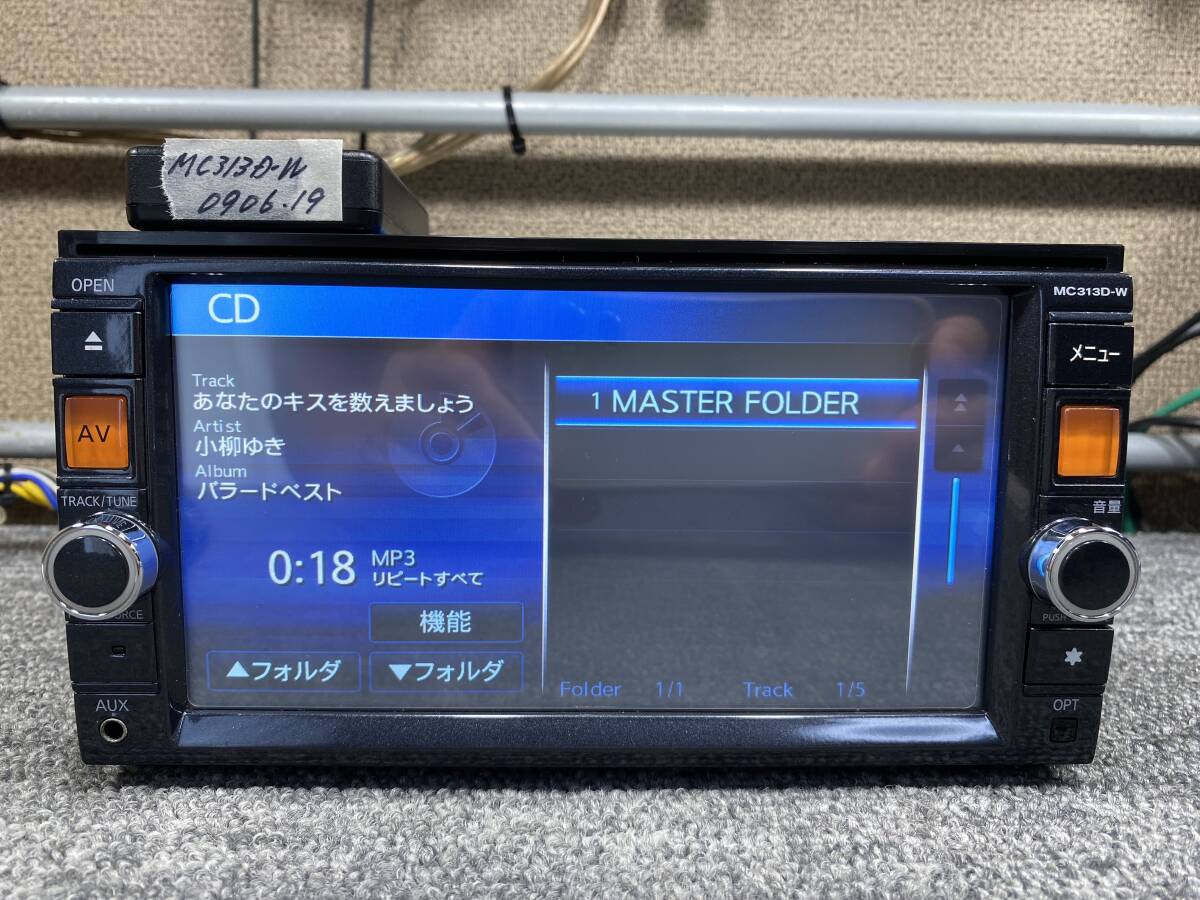 MC313D-W
0906.19
OPEN
MC313D-W
メニュー
AV
TRACK/TUNE
音量
PUSH
AUX
OPT
CD
Track
あなたのキスを数えましょう
Artist
小柳ゆき
Album
バラードベスト
0:18 MP3
リピートすべて
機能
▲フォルダ ▼フォルダ
1 MASTER FOLDER
Folder 1/1 Track 1/5